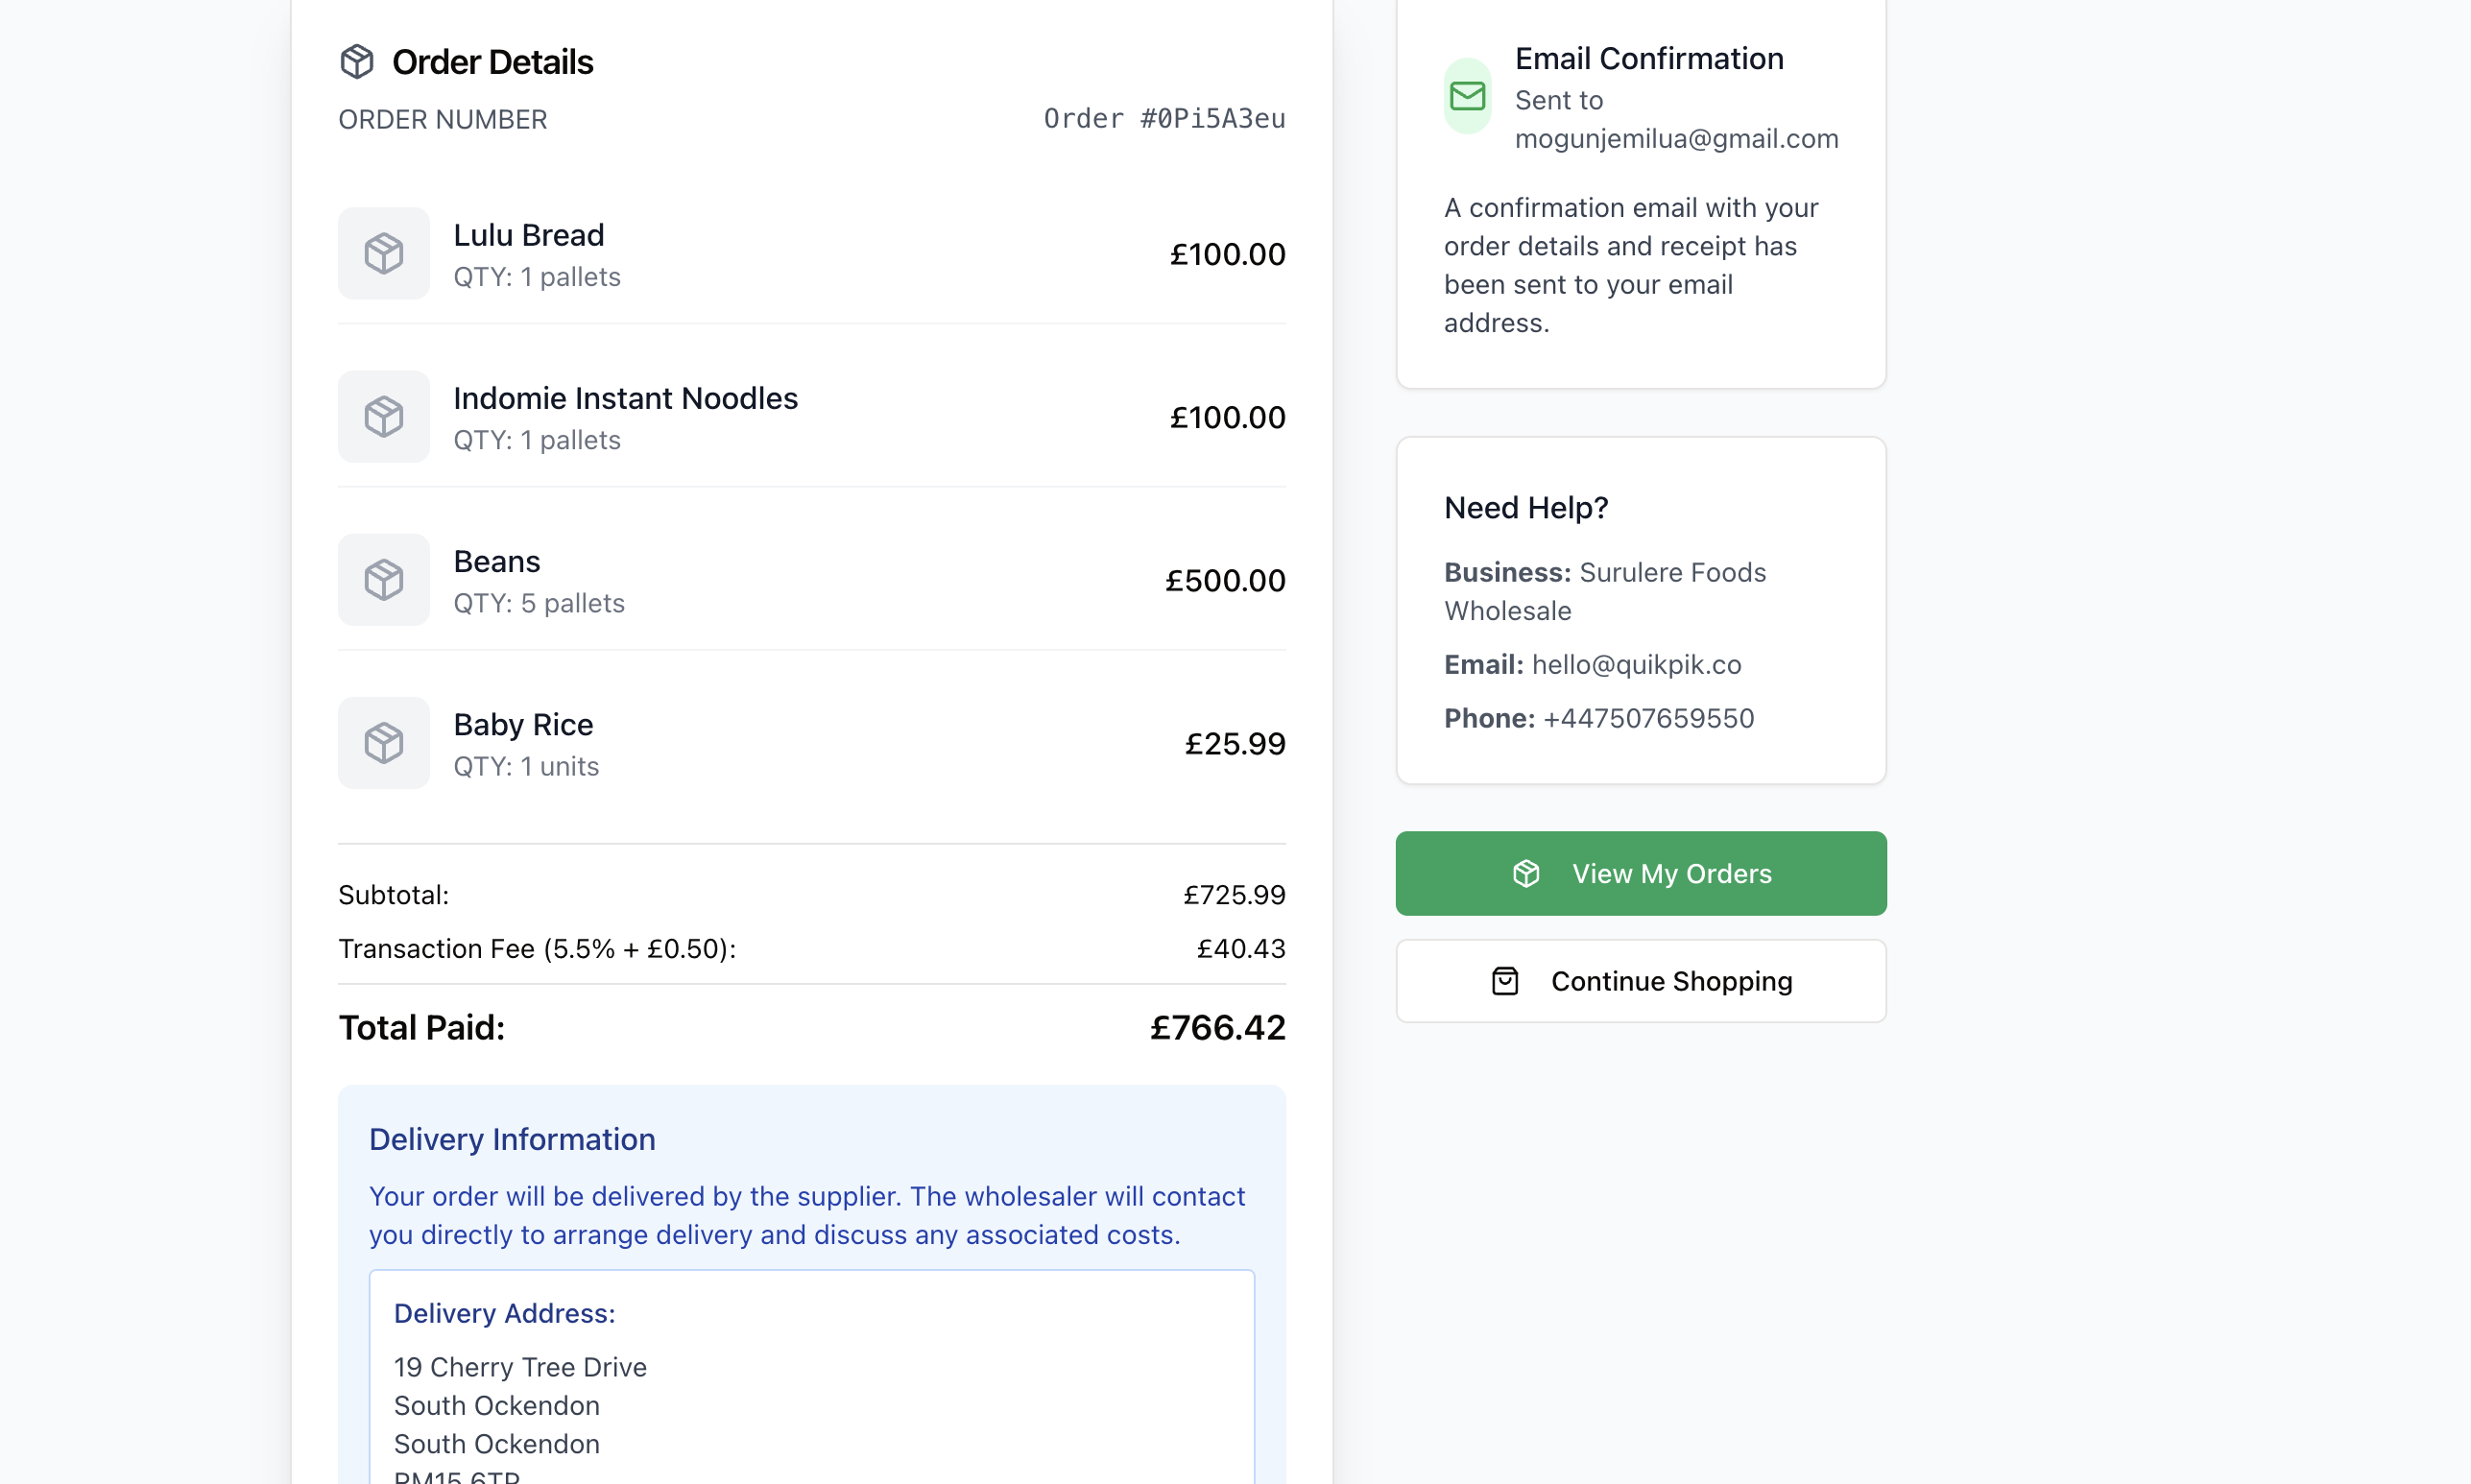 Order Details
ORDER NUMBER
Order #0Pi5A3eu
Lulu Bread
QTY: 1 pallets
£100.00
Indomie Instant Noodles
QTY: 1 pallets
£100.00
Beans
QTY: 5 pallets
£500.00
Baby Rice
QTY: 1 units
£25.99
Subtotal:
£725.99
Transaction Fee (5.5% + £0.50):
£40.43
Total Paid:
£766.42
Delivery Information
Your order will be delivered by the supplier. The wholesaler will contact
you directly to arrange delivery and discuss any associated costs.
Delivery Address:
19 Cherry Tree Drive
South Ockendon
South Ockendon
Email Confirmation
Sent to
mogunjemilua@gmail.com
A confirmation email with your
order details and receipt has
been sent to your email
address.
Need Help?
Business: Surulere Foods
Wholesale
Email: hello@quikpik.co
Phone: +447507659550
View My Orders
Continue Shopping